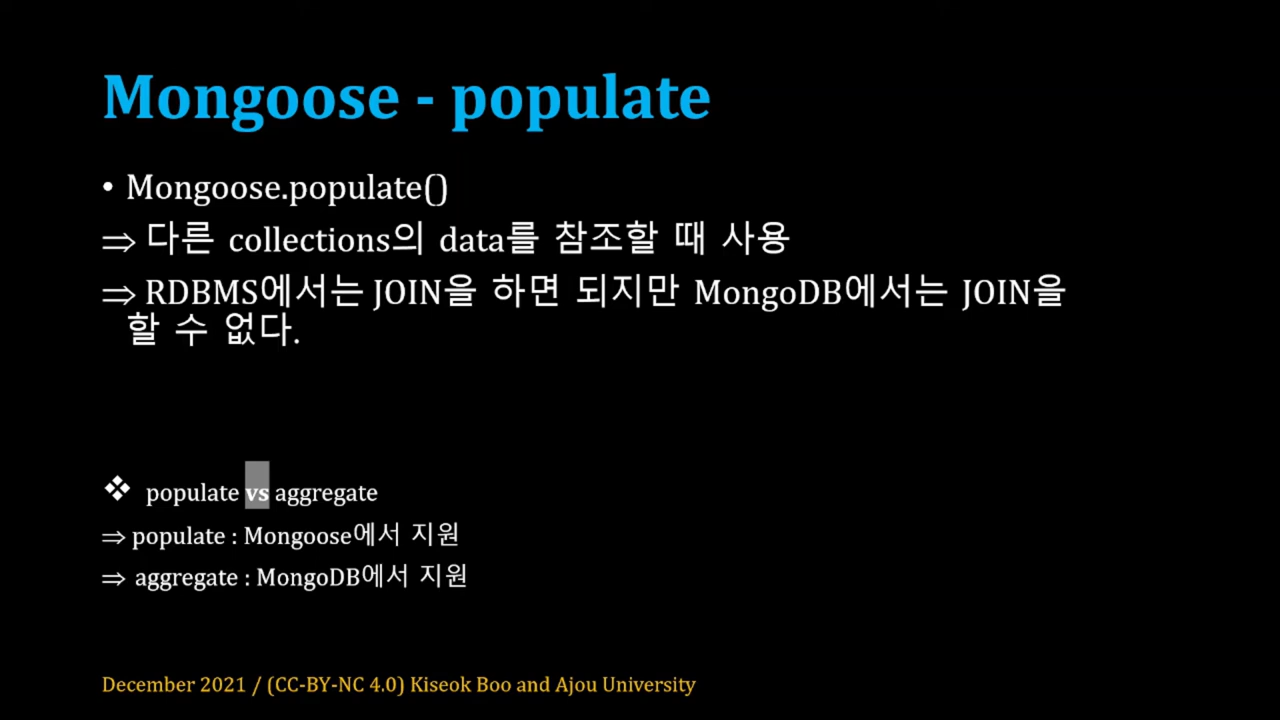 Mongoose - populate
• Mongoose.populate()
⇒ 다른 collections의 data를 참조할 때 사용
⇒ RDBMS에서는 JOIN을 하면 되지만 MongoDB에서는 JOIN을
할 수 없다.
❖ populate vs aggregate
⇒ populate : Mongoose에서 지원
⇒ aggregate : MongoDB에서 지원
December 2021 / (CC-BY-NC 4.0) Kiseok Boo and Ajou University